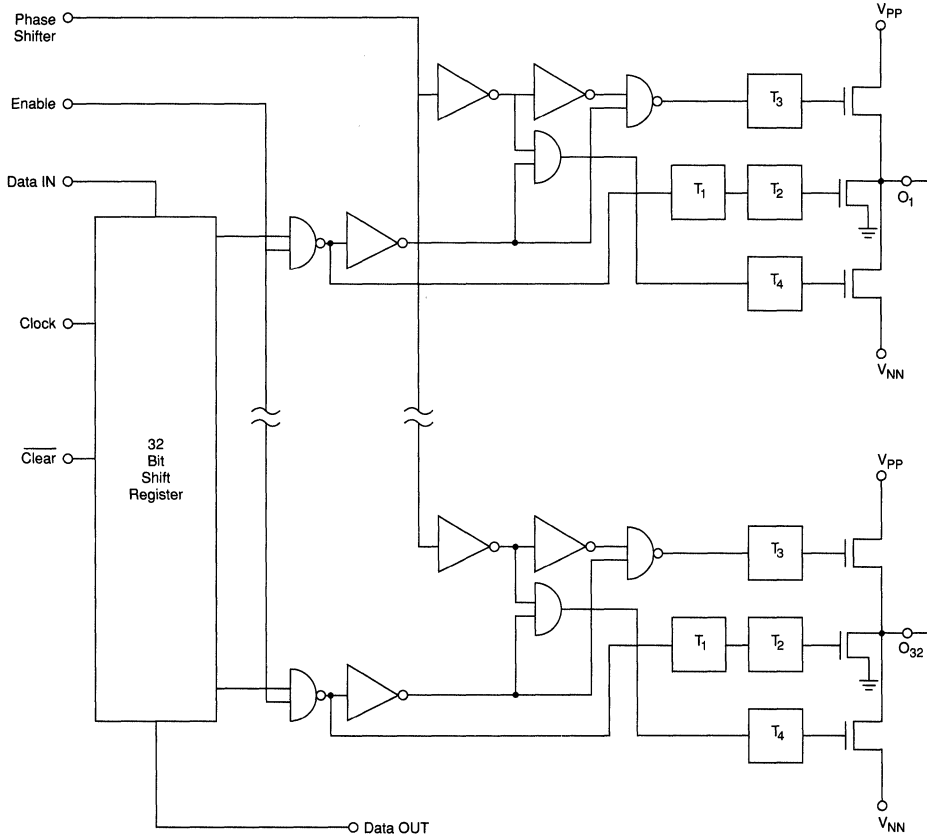 Phase
Shifter
VPP
Enable
T3
Data IN
T1
T2
O1
T4
Clock
VNN
32
Bit
Shift
Register
Clear
VPP
T3
T1
T2
O32
T4
VNN
Data OUT